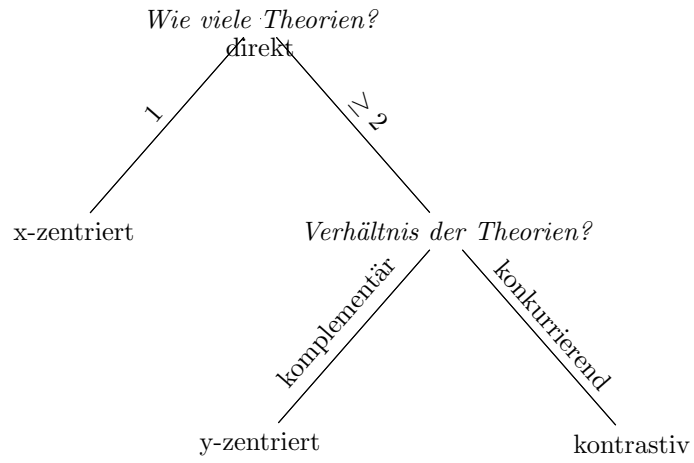 Wie viele Theorien?
direkt
1
≥ 2
x-zentriert
Verhältnis der Theorien?
komplementär
konkurrierend
y-zentriert
kontrastiv